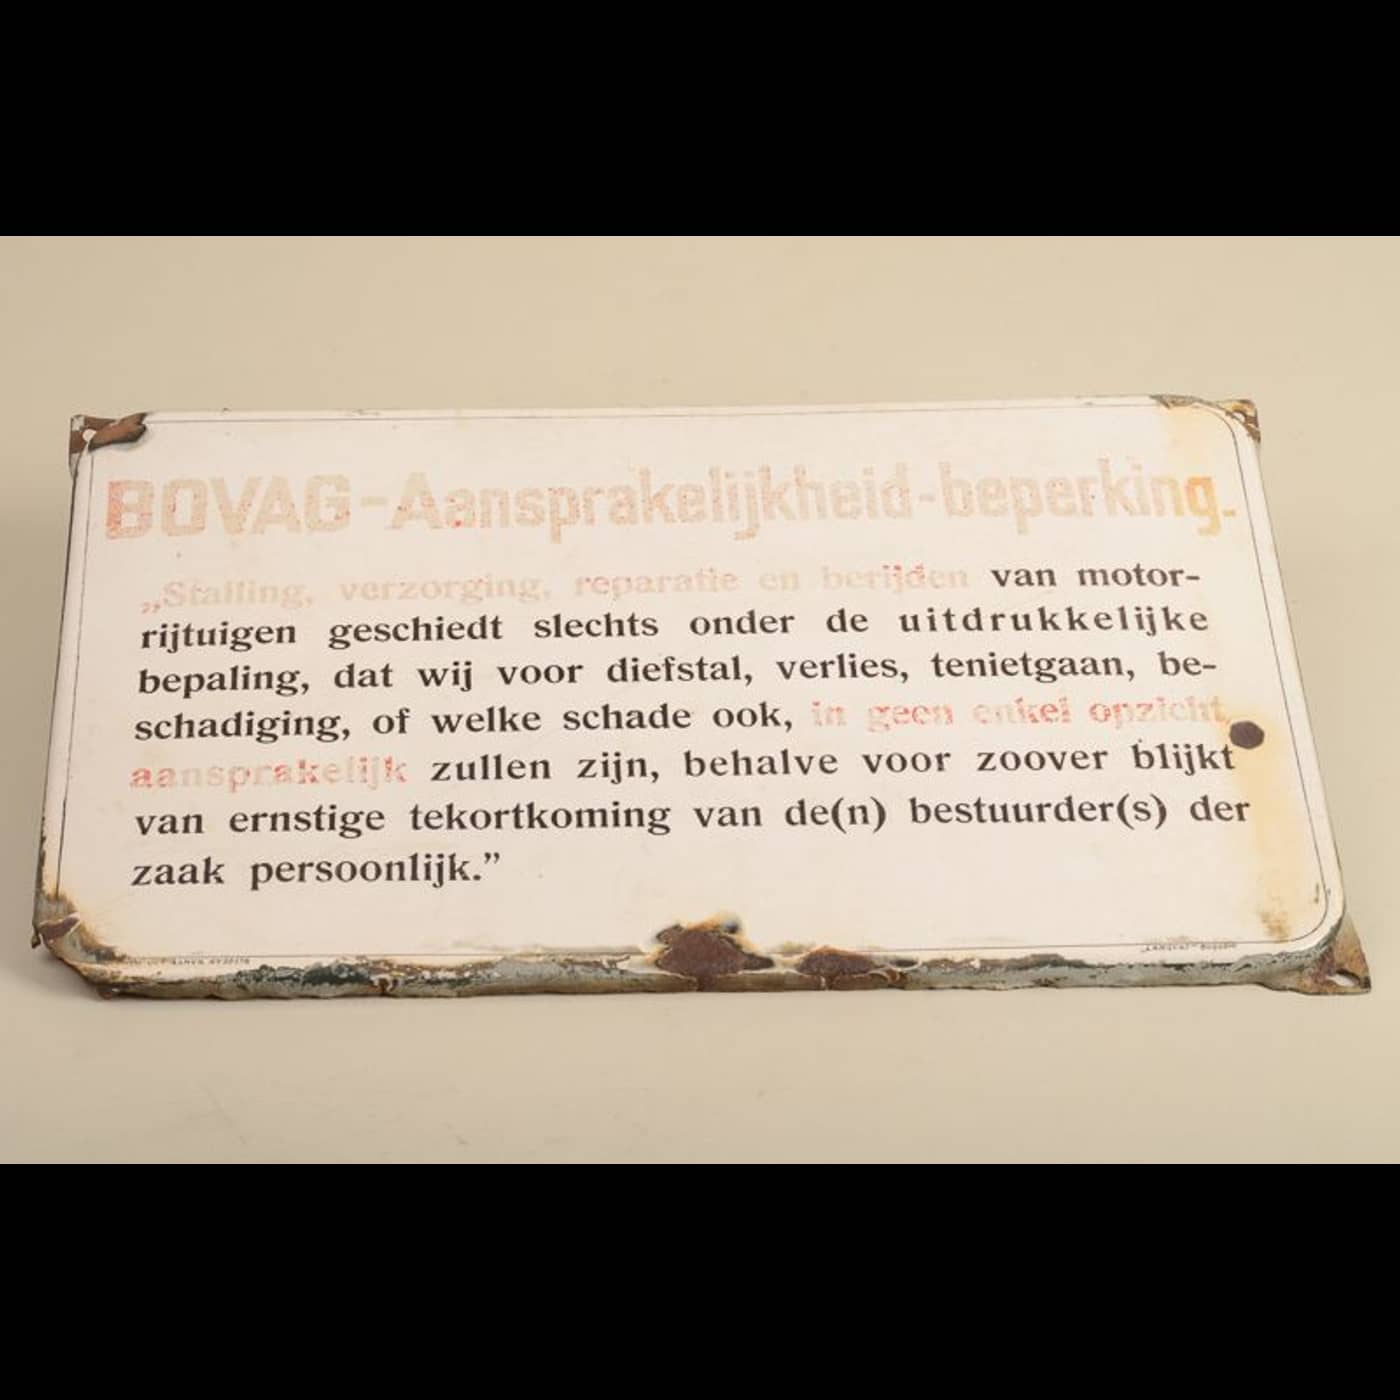 BOVAG-Aansprakelijkheid-beperking.
„Stalling, verzorging, reparatie en berijden van motor-
rijtuigen geschiedt slechts onder de uitdrukkelijke
bepaling, dat wij voor diefstal, verlies, tenietgaan, be-
schadiging, of welke schade ook, in geen enkel opzicht
aansprakelijk zullen zijn, behalve voor zoover blijkt
van ernstige tekortkoming van de(n) bestuurder(s) der
zaak persoonlijk.”